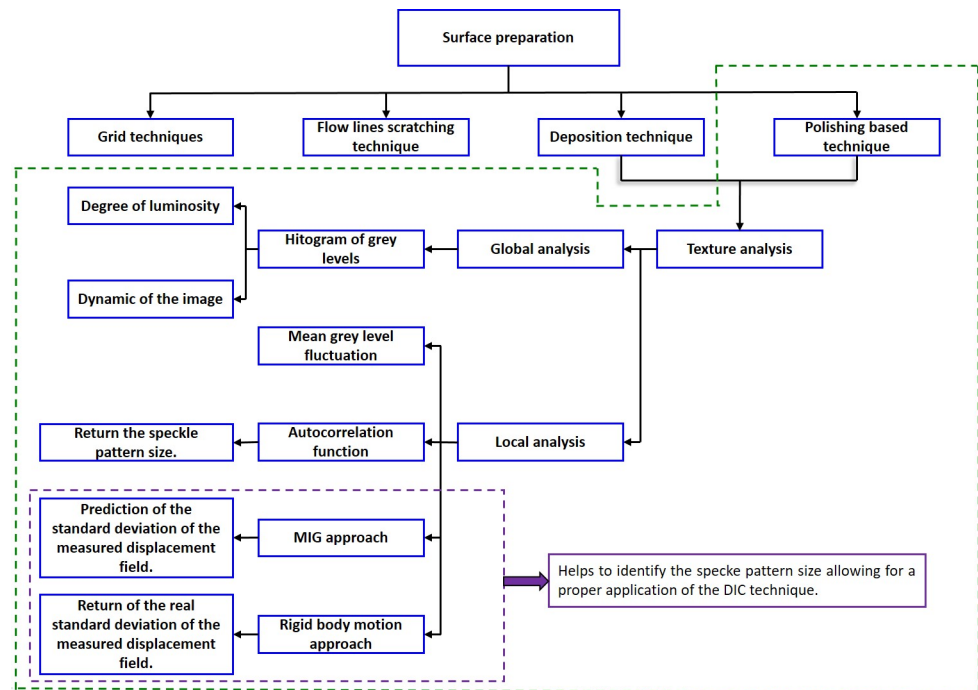 Surface preparation
Grid techniques
Flow lines scratching
technique
Deposition technique
Polishing based
technique
Degree of luminosity
Hitogram of grey
levels
Global analysis
Texture analysis
Dynamic of the image
Mean grey level
fluctuation
Return the speckle
pattern size.
Autocorrelation
function
Local analysis
Prediction of the
standard deviation of the
measured displacement
field.
MIG approach
Helps to identify the specke pattern size allowing for a
proper application of the DIC technique.
Return of the real
standard deviation of the
measured displacement
field.
Rigid body motion
approach